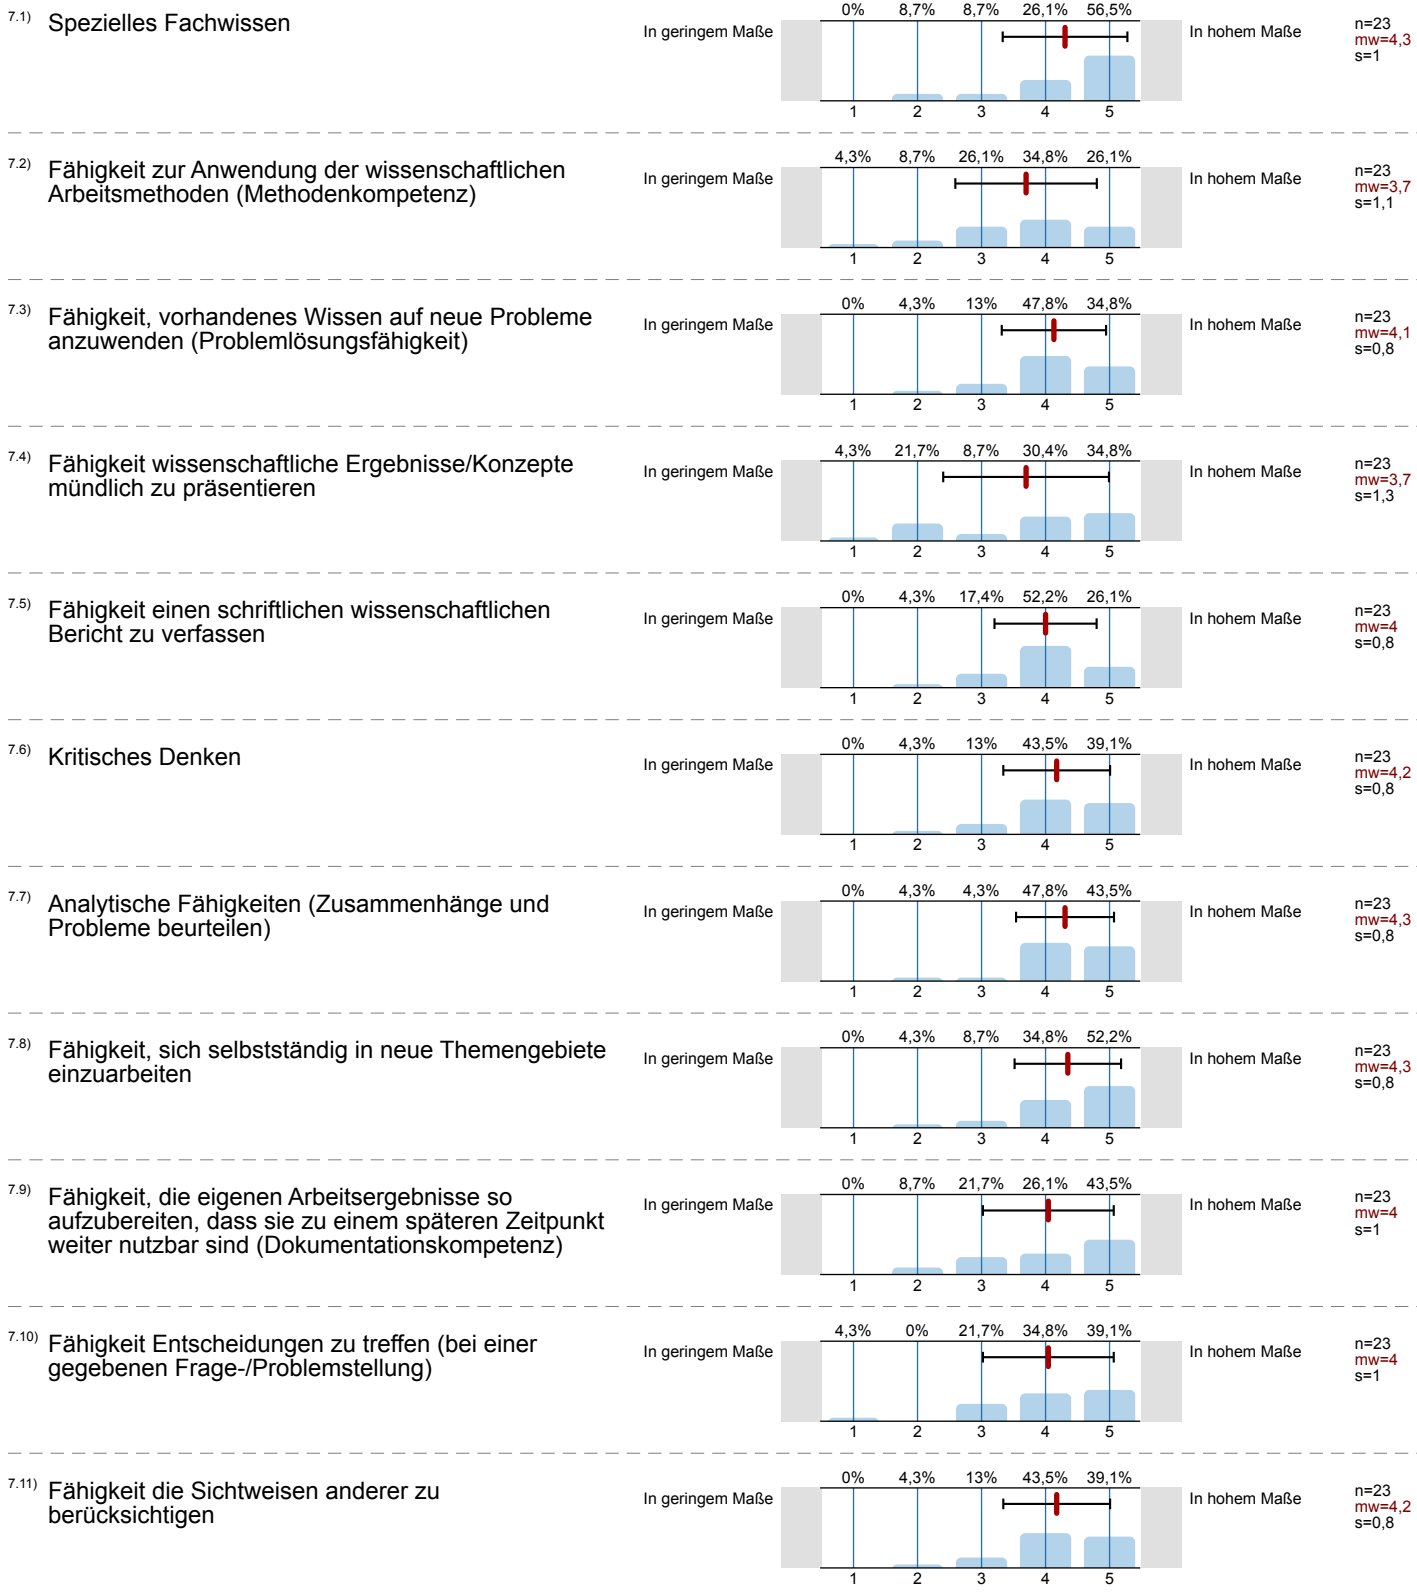 7.1) Spezielles Fachwissen
In geringem Maße
0% 8,7% 8,7% 26,1% 56,5%
1 2 3 4 5
In hohem Maße
n=23
mw=4,3
s=1
7.2) Fähigkeit zur Anwendung der wissenschaftlichen
Arbeitsmethoden (Methodenkompetenz)
In geringem Maße
4,3% 8,7% 26,1% 34,8% 26,1%
1 2 3 4 5
In hohem Maße
n=23
mw=3,7
s=1,1
7.3) Fähigkeit, vorhandenes Wissen auf neue Probleme
anzuwenden (Problemlösungsfähigkeit)
In geringem Maße
0% 4,3% 13% 47,8% 34,8%
1 2 3 4 5
In hohem Maße
n=23
mw=4,1
s=0,8
7.4) Fähigkeit wissenschaftliche Ergebnisse/Konzepte
mündlich zu präsentieren
In geringem Maße
4,3% 21,7% 8,7% 30,4% 34,8%
1 2 3 4 5
In hohem Maße
n=23
mw=3,7
s=1,3
7.5) Fähigkeit einen schriftlichen wissenschaftlichen
Bericht zu verfassen
In geringem Maße
0% 4,3% 17,4% 52,2% 26,1%
1 2 3 4 5
In hohem Maße
n=23
mw=4
s=0,8
7.6) Kritisches Denken
In geringem Maße
0% 4,3% 13% 43,5% 39,1%
1 2 3 4 5
In hohem Maße
n=23
mw=4,2
s=0,8
7.7) Analytische Fähigkeiten (Zusammenhänge und
Probleme beurteilen)
In geringem Maße
0% 4,3% 4,3% 47,8% 43,5%
1 2 3 4 5
In hohem Maße
n=23
mw=4,3
s=0,8
7.8) Fähigkeit, sich selbstständig in neue Themengebiete
einzuarbeiten
In geringem Maße
0% 4,3% 8,7% 34,8% 52,2%
1 2 3 4 5
In hohem Maße
n=23
mw=4,3
s=0,8
7.9) Fähigkeit, die eigenen Arbeitsergebnisse so
aufzubereiten, dass sie zu einem späteren Zeitpunkt
weiter nutzbar sind (Dokumentationskompetenz)
In geringem Maße
0% 8,7% 21,7% 26,1% 43,5%
1 2 3 4 5
In hohem Maße
n=23
mw=4
s=1
7.10) Fähigkeit Entscheidungen zu treffen (bei einer
gegebenen Frage-/Problemstellung)
In geringem Maße
4,3% 0% 21,7% 34,8% 39,1%
1 2 3 4 5
In hohem Maße
n=23
mw=4
s=1
7.11) Fähigkeit die Sichtweisen anderer zu
berücksichtigen
In geringem Maße
0% 4,3% 13% 43,5% 39,1%
1 2 3 4 5
In hohem Maße
n=23
mw=4,2
s=0,8